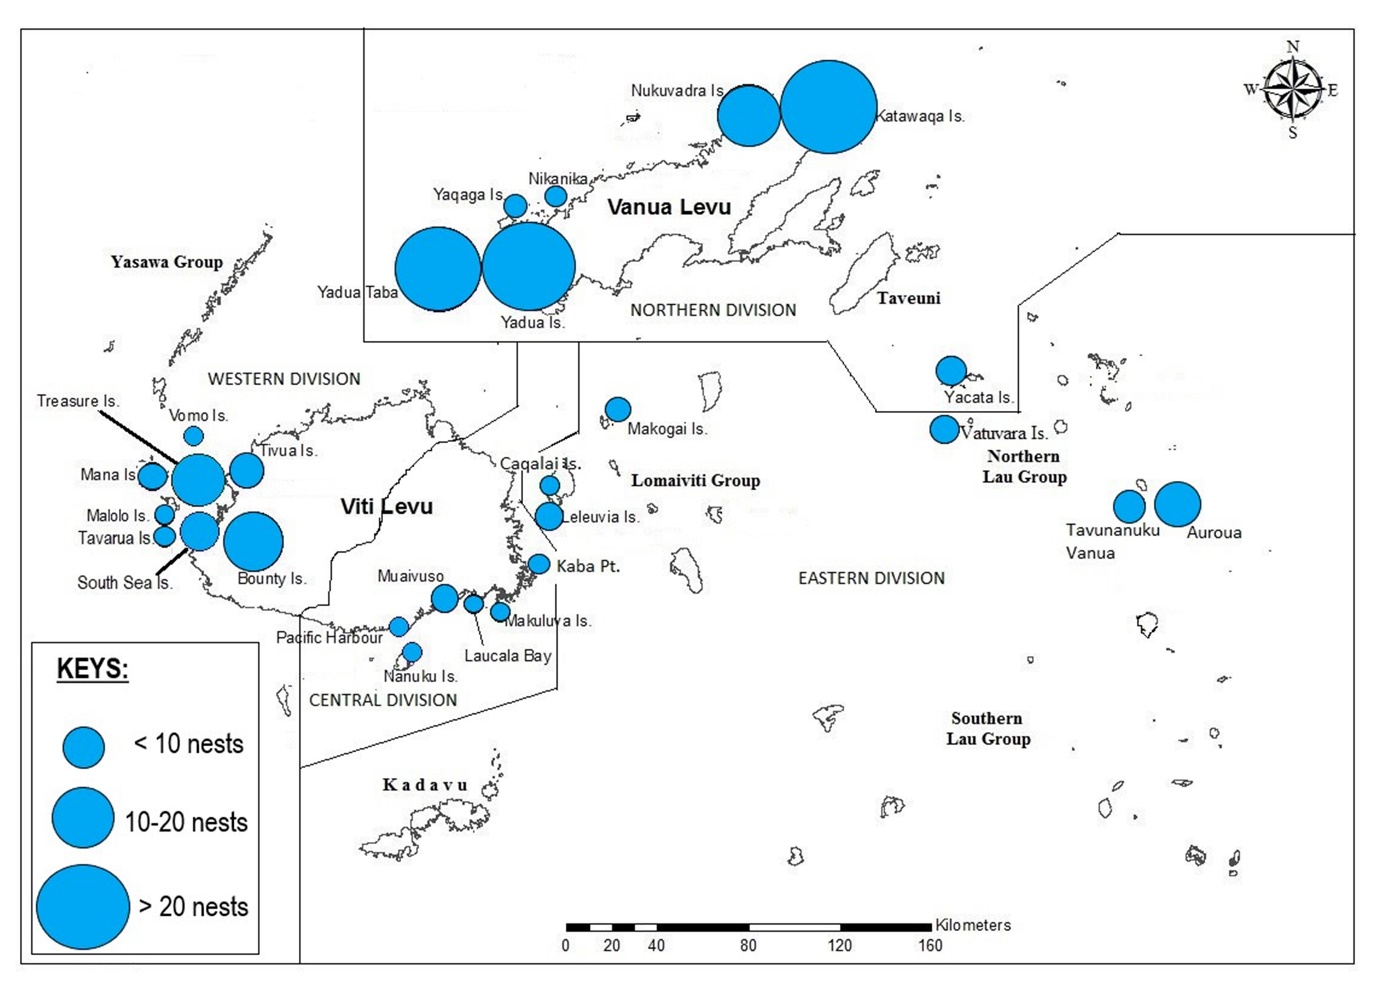 N
W
E
S
Nukuvadra Is.
Katawaqa Is.
Nikanika
Yaqaga Is.
Vanua Levu
Yasawa Group
Yadua Taba
Taveuni
NORTHERN DIVISION
Yadua Is.
WESTERN DIVISION
Treasure Is.
Yacata Is.
Vomo Is.
Makogai Is.
Vatuvara Is.
Tivua Is.
Northern
Lau Group
Caqalai Is.
Mana Is
Lomaiviti Group
Viti Levu
Malolo Is.
Leleuvia Is.
Tavarua Is.
Tavunanuku
Vanua
Auroua
Kaba Pt.
South Sea Is.
Bounty Is.
Muaivuso
EASTERN DIVISION
Makuluva Is.
Pacific Harbour
Laucala Bay
Nanuku Is.
CENTRAL DIVISION
Southern
Lau Group
Kadavu
KEYS:
< 10 nests
10-20 nests
> 20 nests
Kilometers
0 20 40 80 120 160